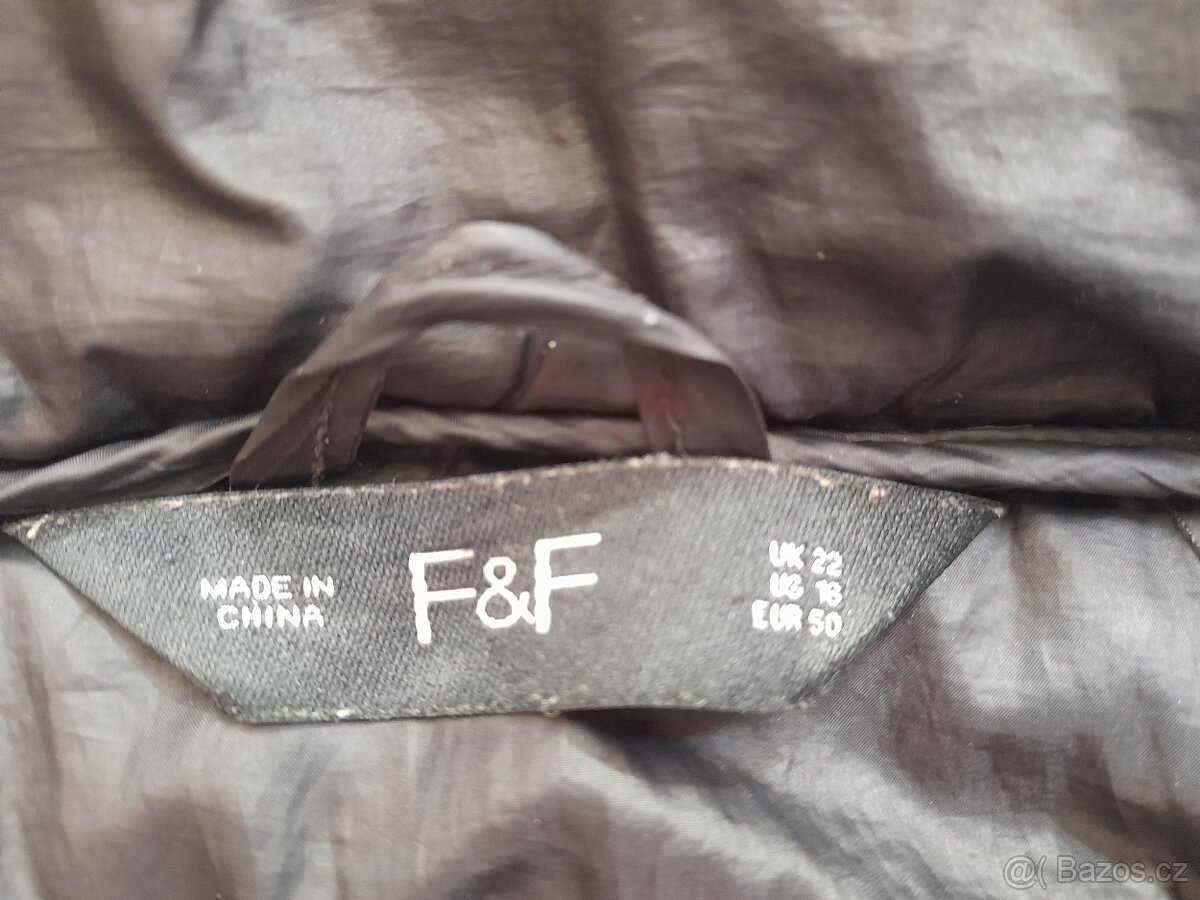 MADE IN
CHINA
F&F
UK 22
US 18
EUR 50
@( Bazos.cz